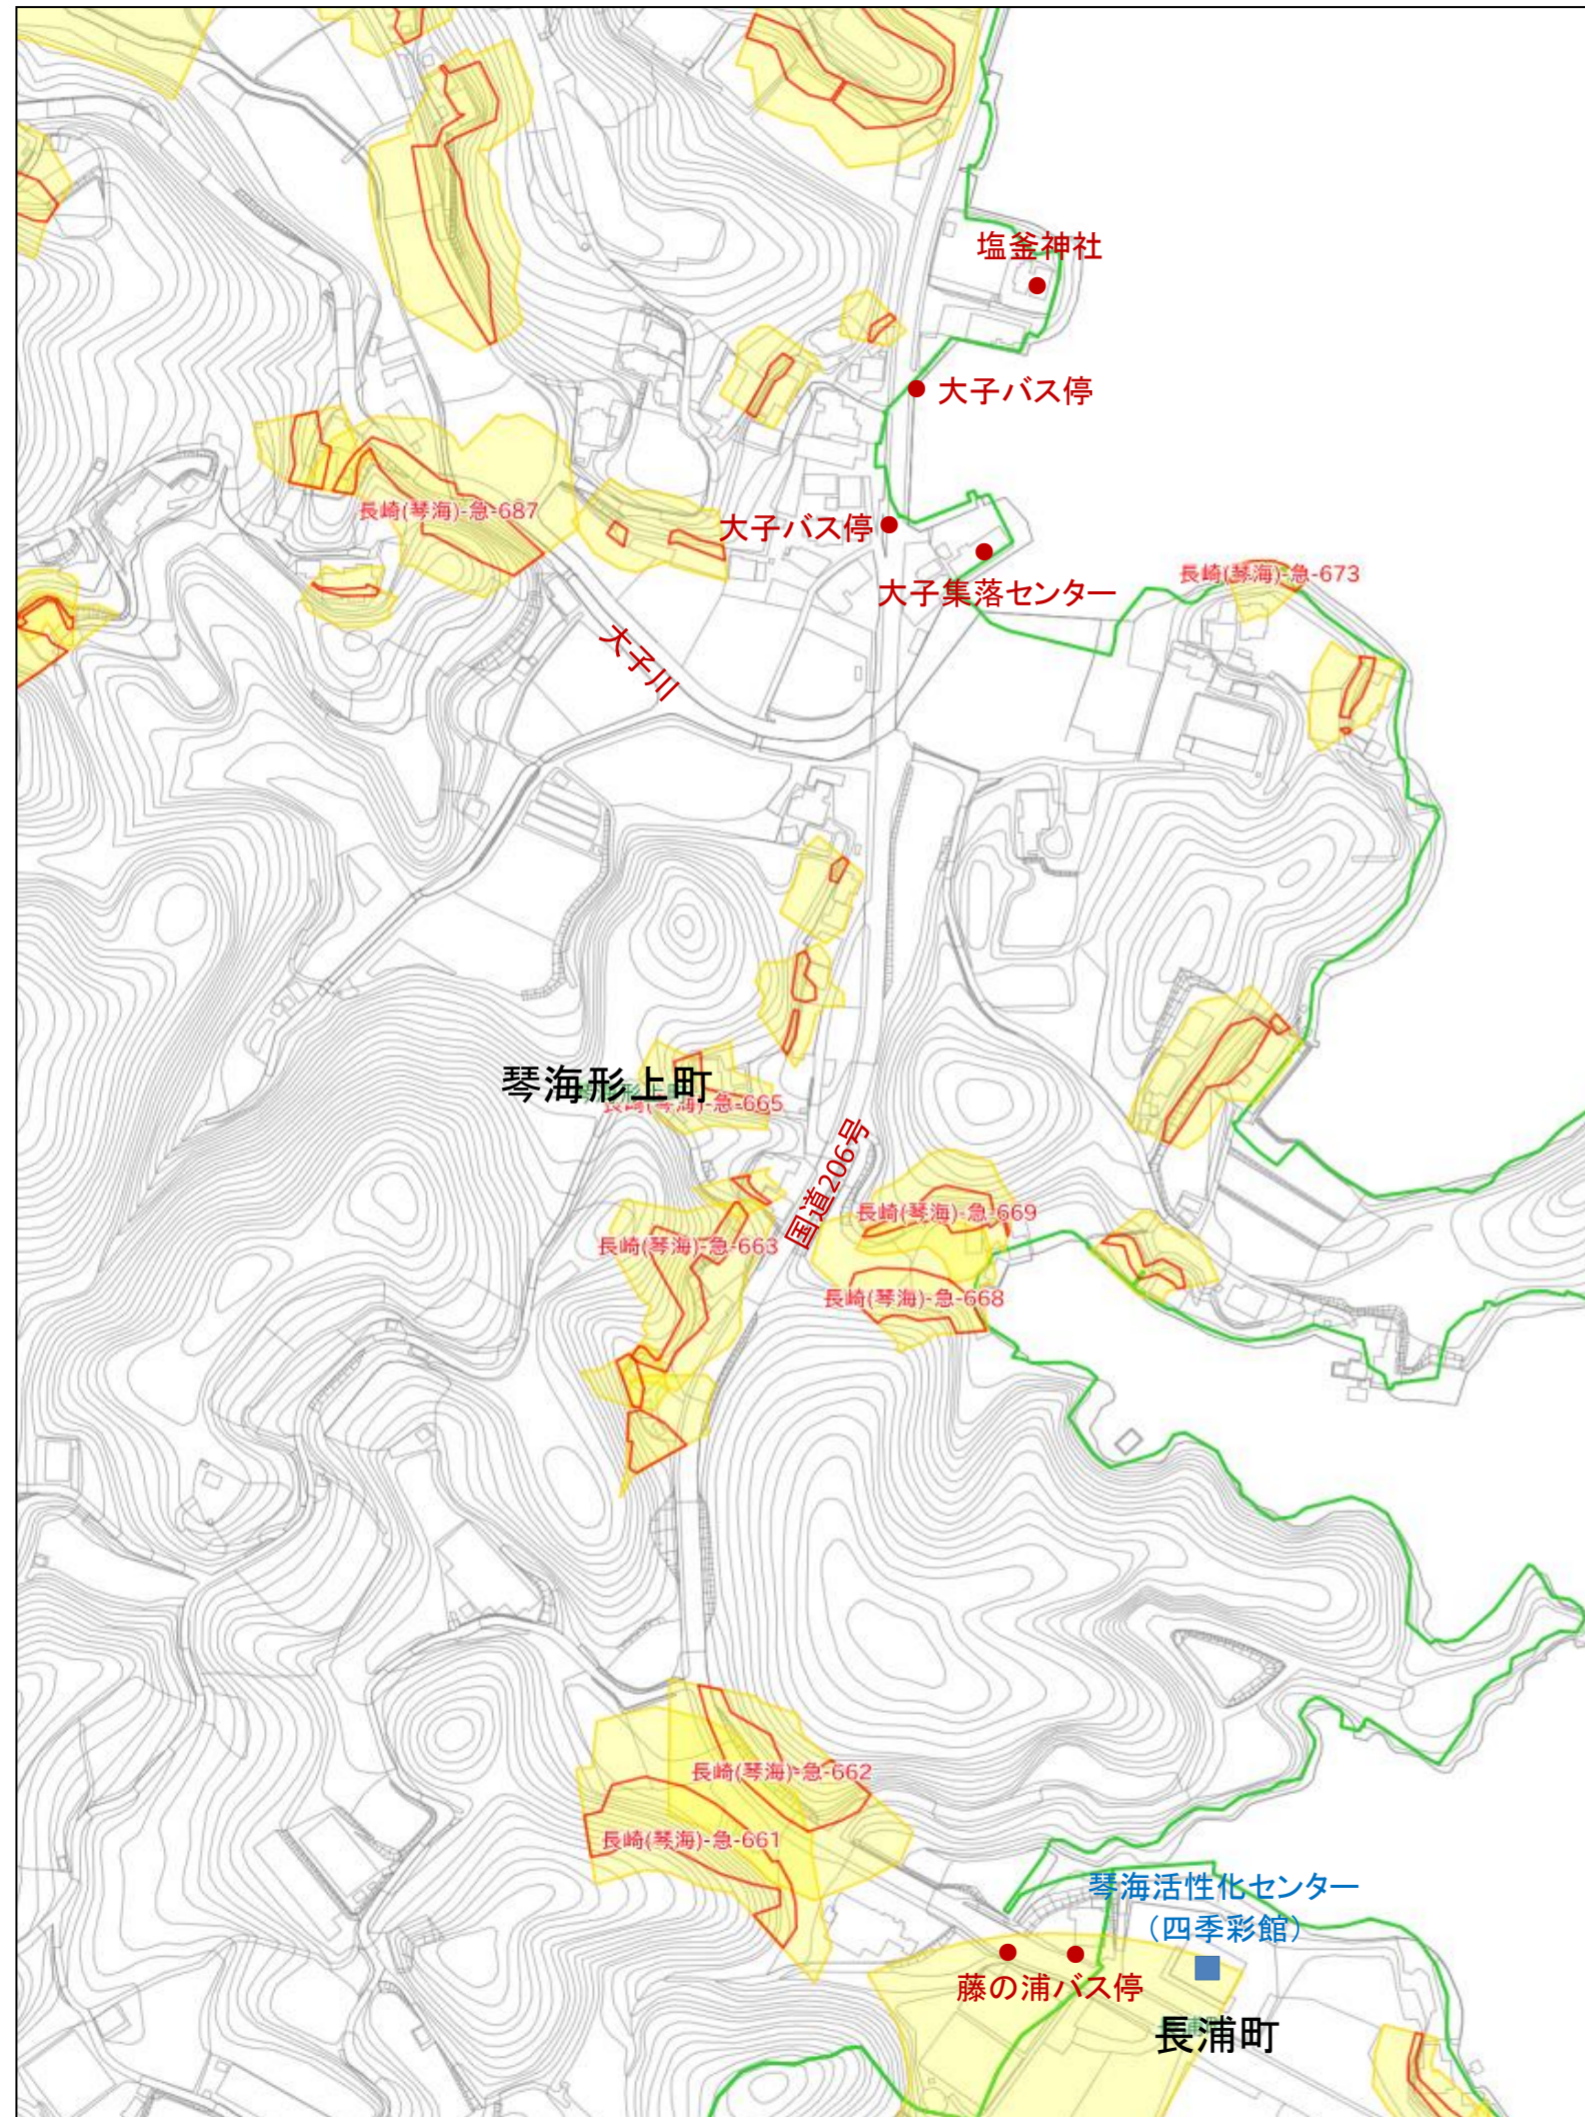 塩釜神社
大子バス停
長崎(琴海)-急-687
大子バス停
大子集落センター
長崎(琴海)-急-673
大子川
琴海形上町
長崎(琴海)-急-665
国道206号
長崎(琴海)-急-669
長崎(琴海)-急-663
長崎(琴海)-急-668
長崎(琴海)-急-662
長崎(琴海)-急-661
琴海活性化センター
（四季彩館）
藤の浦バス停
長浦町